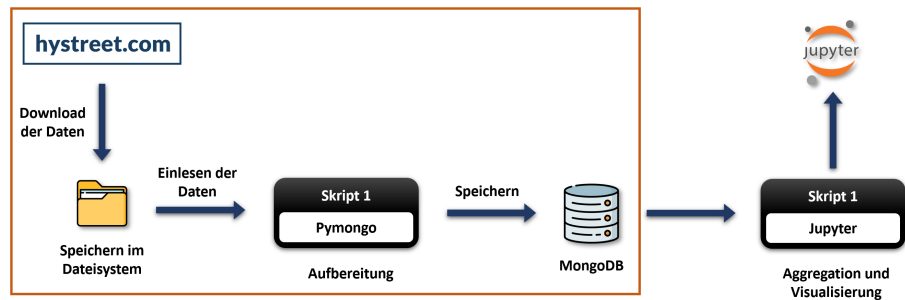 hystreet.com
Download
der Daten
Speichern im
Dateisystem
Einlesen der
Daten
Skript 1
Pymongo
Aufbereitung
Speichern
MongoDB
jupyter
Skript 1
Jupyter
Aggregation und
Visualisierung